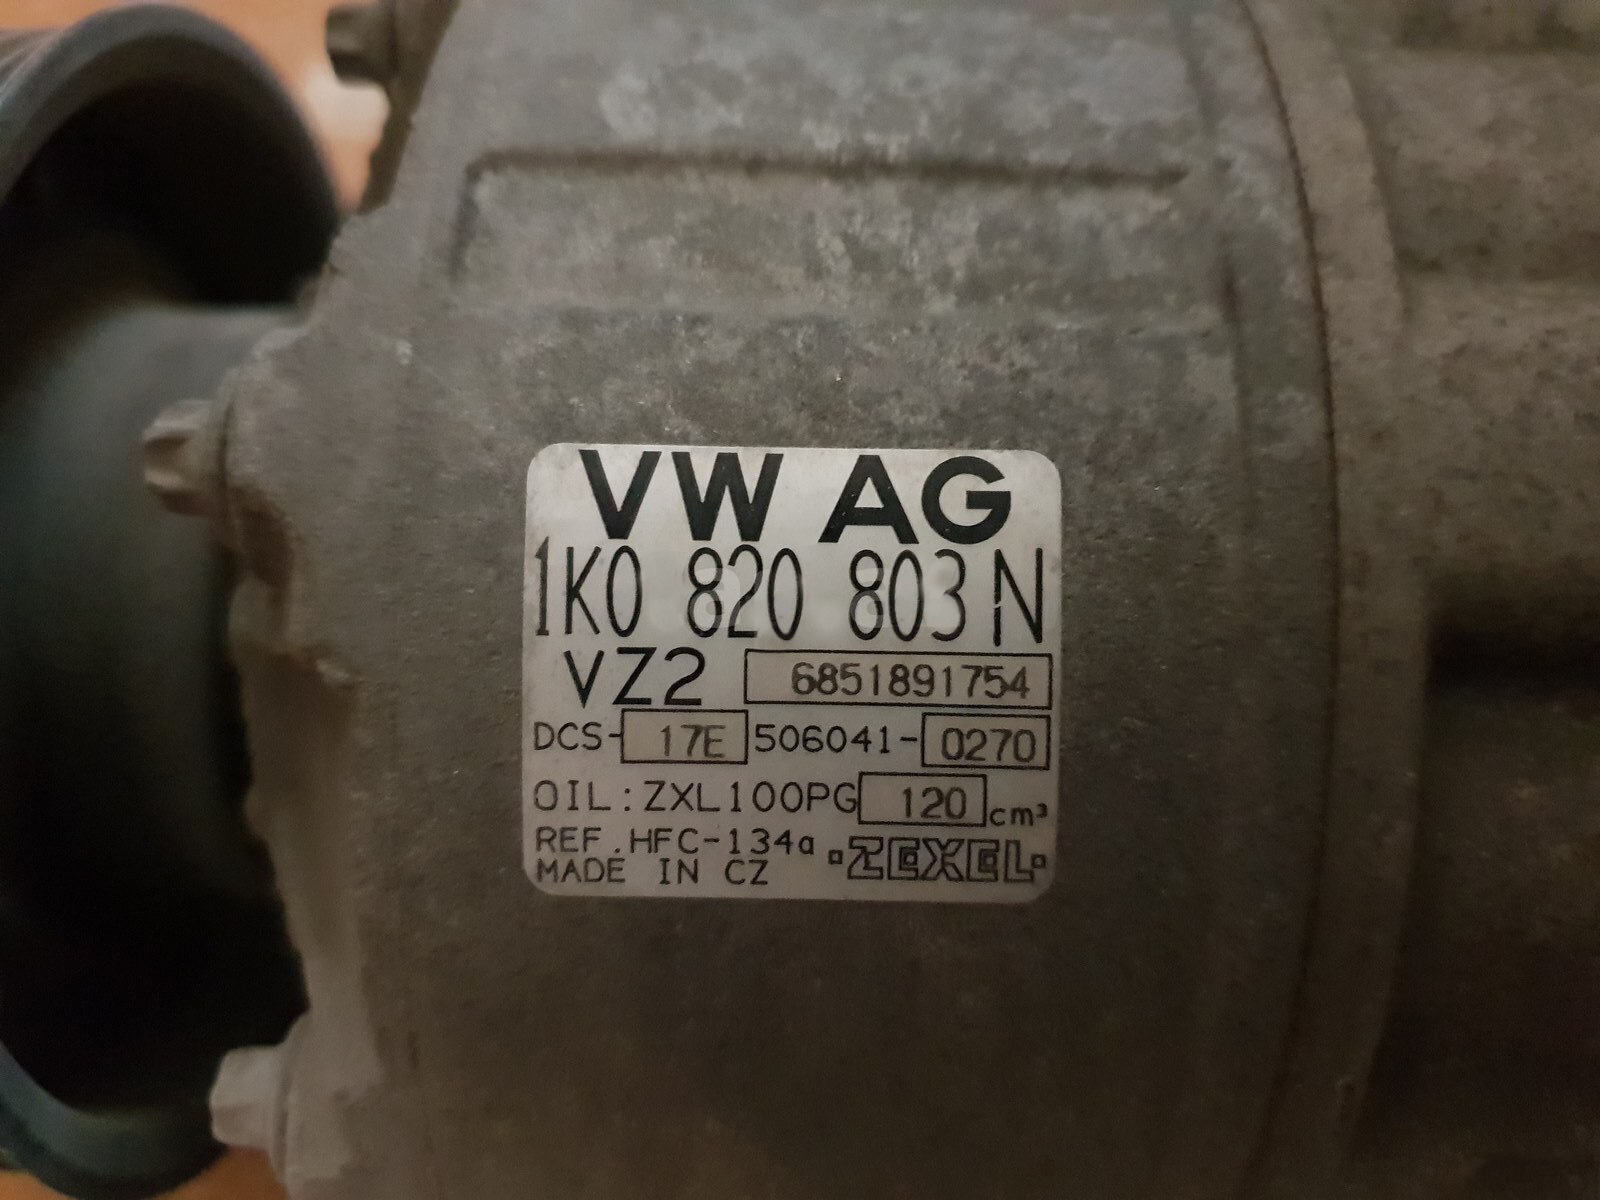 VW AG
1K0 820 803 N
VZ2 6851891754
DCS-17E 506041-0270
OIL: ZXL100PG 120 cm³
REF. HFC-134a ZEXEL
MADE IN CZ